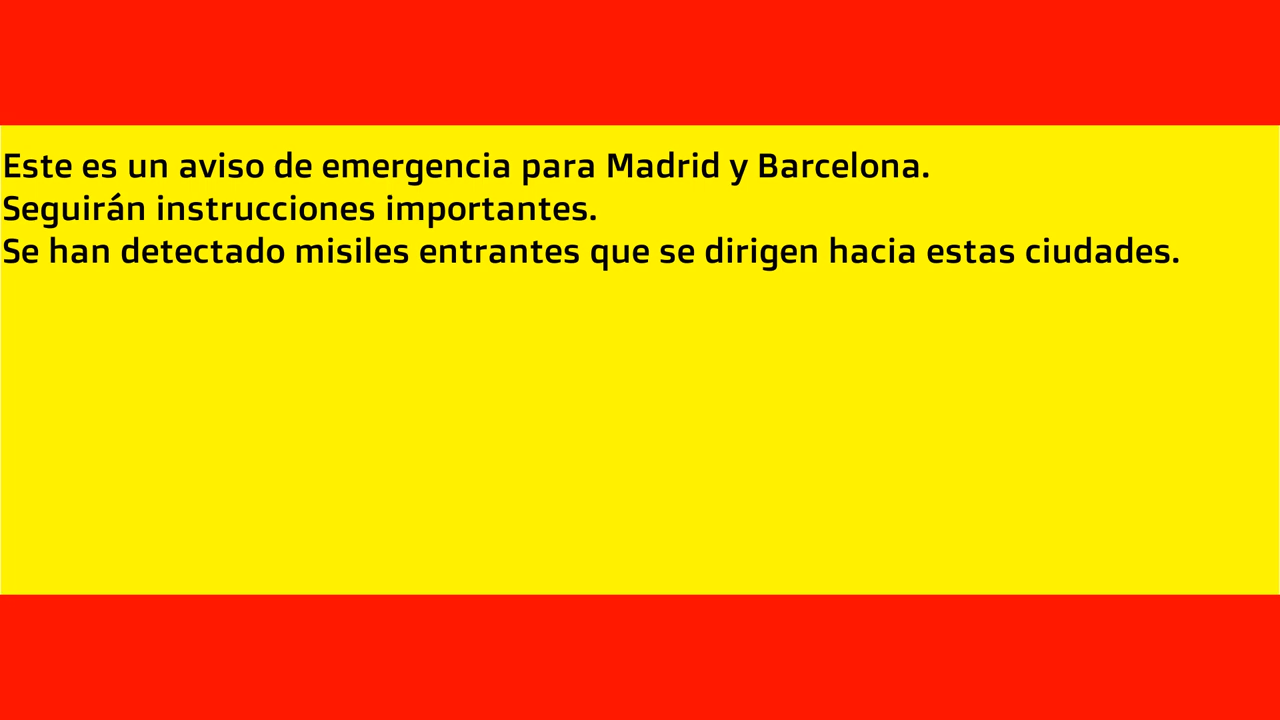 Este es un aviso de emergencia para Madrid y Barcelona.
Seguirán instrucciones importantes.
Se han detectado misiles entrantes que se dirigen hacia estas ciudades.